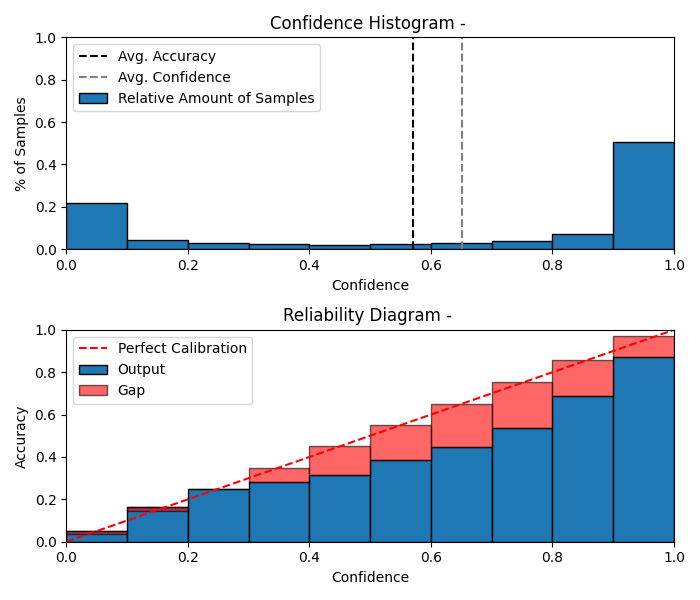 Confidence Histogram -
1.0
0.8
0.6
0.4
0.2
0.0
% of Samples
Avg. Accuracy
Avg. Confidence
Relative Amount of Samples
0.0 0.2 0.4 0.6 0.8 1.0
Confidence
Reliability Diagram -
1.0
0.8
0.6
0.4
0.2
0.0
Accuracy
Perfect Calibration
Output
Gap
0.0 0.2 0.4 0.6 0.8 1.0
Confidence